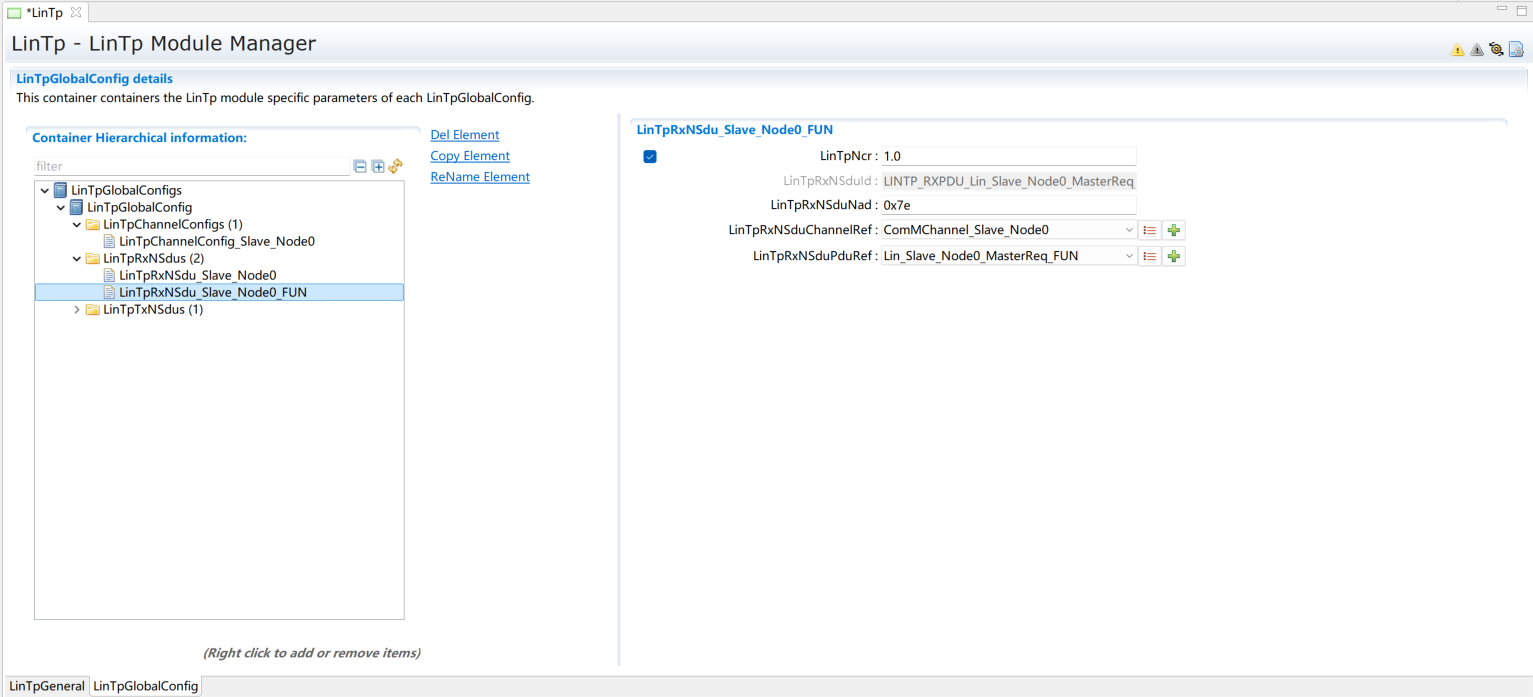 *LinTp
LinTp - LinTp Module Manager
LinTpGlobalConfig details
This container containers the LinTp module specific parameters of each LinTpGlobalConfig.
Container Hierarchical information:
filter
LinTpGlobalConfigs
LinTpGlobalConfig
LinTpChannelConfigs (1)
LinTpChannelConfig_Slave_Node0
LinTpRxNSdus (2)
LinTpRxNSdu_Slave_Node0
LinTpRxNSdu_Slave_Node0_FUN
LinTpTxNSdus (1)
(Right click to add or remove items)
Del Element
Copy Element
ReName Element
LinTpRxNSdu_Slave_Node0_FUN
LinTpNcr : 1.0
LinTpRxNSduId : LINTP_RXPDU_Lin_Slave_Node0_MasterReq
LinTpRxNSduNad : 0x7e
LinTpRxNSduChannelRef : ComMChannel_Slave_Node0
LinTpRxNSduPduRef : Lin_Slave_Node0_MasterReq_FUN
LinTpGeneral LinTpGlobalConfig